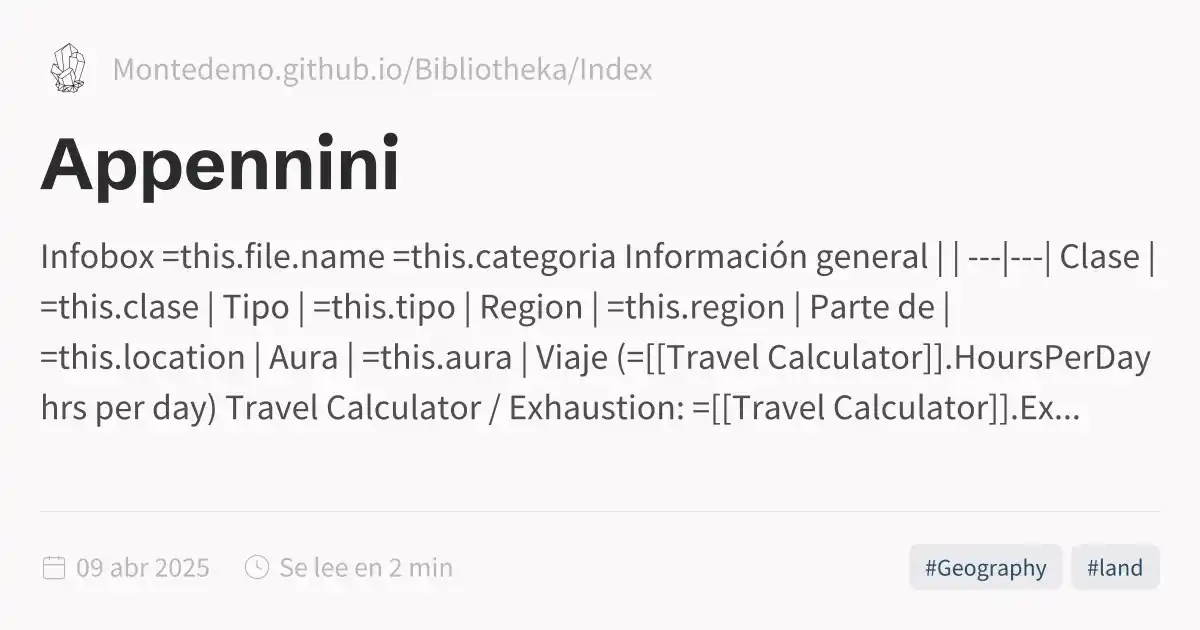 Montedemo.github.io/Bibliotheka/Index
Appennini
Infobox =this.file.name =this.categoria Información general | | ---|---| Clase |
=this.clase | Tipo | =this.tipo | Region | =this.region | Parte de |
=this.location | Aura | =this.aura | Viaje (=[[Travel Calculator]].HoursPerDay
hrs per day) Travel Calculator / Exhaustion: =[[Travel Calculator]].Ex...
09 abr 2025 Se lee en 2 min #Geography #land